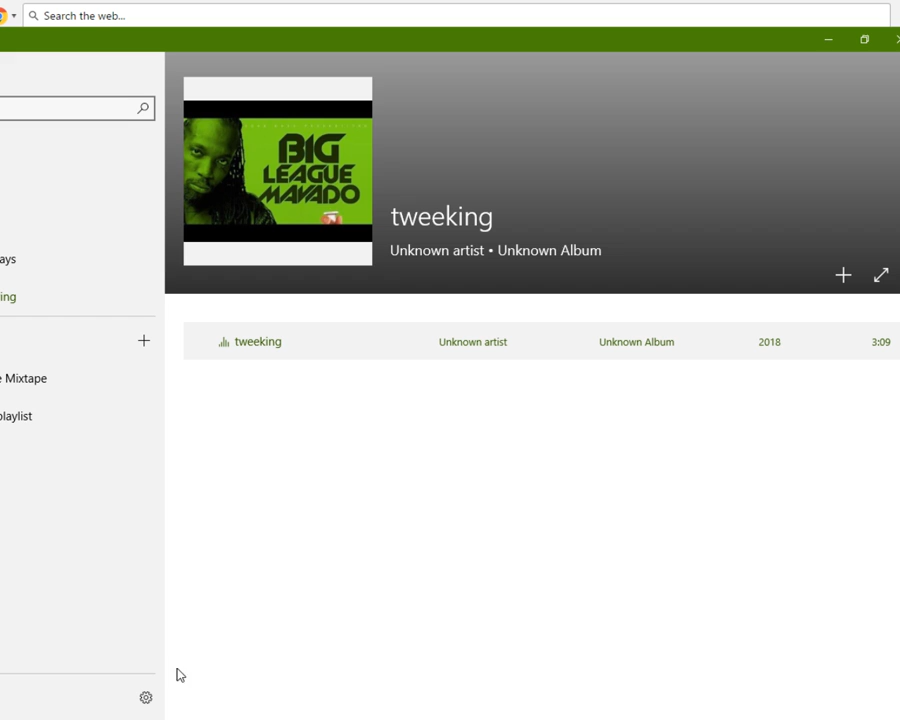 Search the web...
BIG
LEAGUE
MAVADO
tweeking
Unknown artist • Unknown Album
ays
ing
tweeking Unknown artist Unknown Album 2018 3:09
e Mixtape
playlist